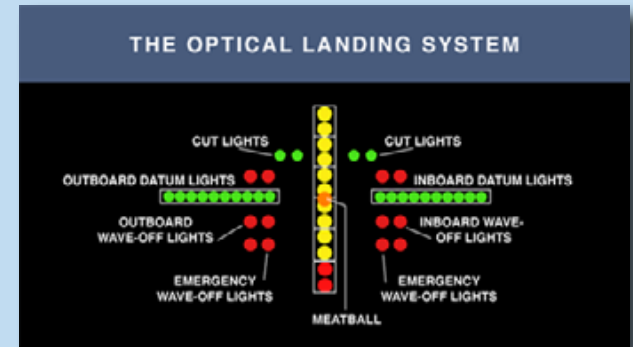 THE OPTICAL LANDING SYSTEM
CUT LIGHTS
CUT LIGHTS
OUTBOARD DATUM LIGHTS
INBOARD DATUM LIGHTS
OUTBOARD
WAVE-OFF LIGHTS
INBOARD WAVE-
OFF LIGHTS
EMERGENCY
WAVE-OFF LIGHTS
EMERGENCY
WAVE-OFF LIGHTS
MEATBALL